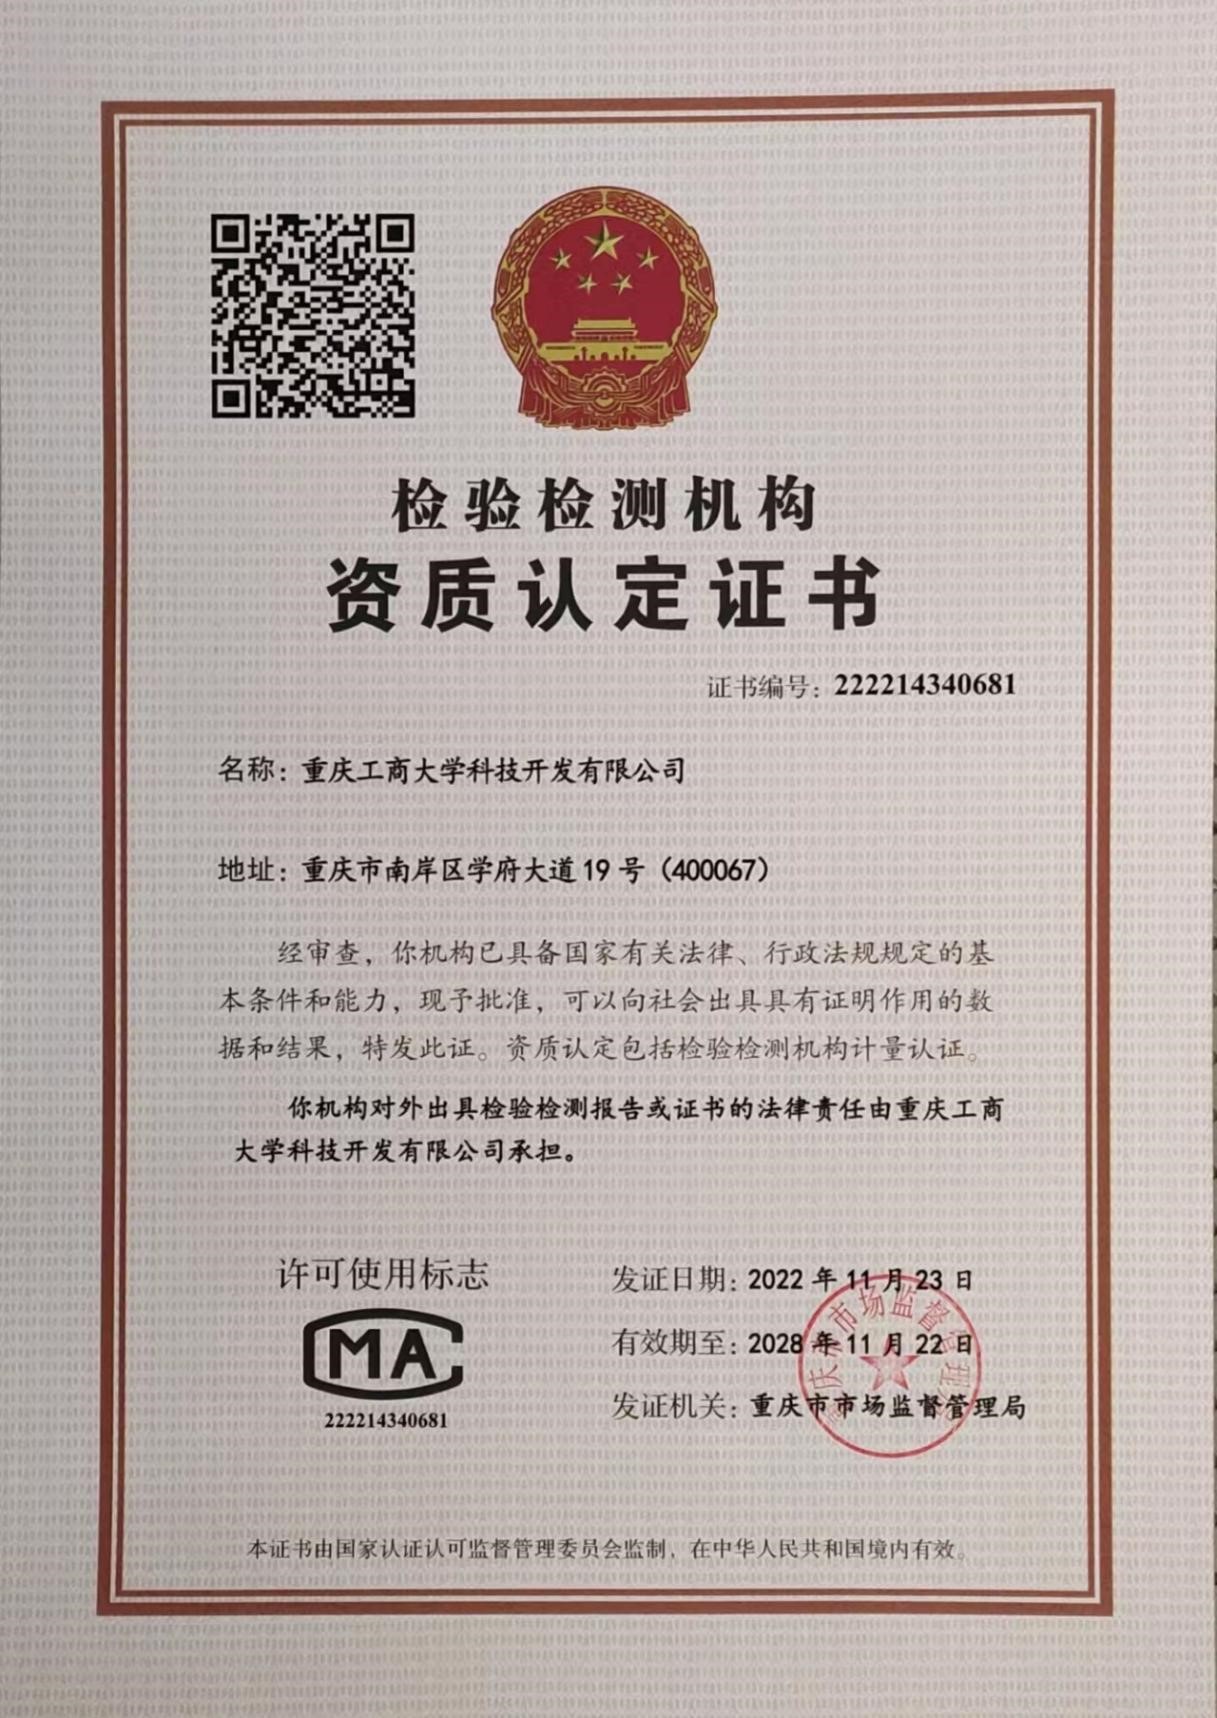 检验检测机构
资质认定证书
证书编号：222214340681
名称：重庆工商大学科技开发有限公司
地址：重庆市南岸区学府大道19号（400067）
经审查，你机构已具备国家有关法律、行政法规规定的基
本条件和能力，现予批准，可以向社会出具具有证明作用的数
据和结果，特发此证。资质认定包括检验检测机构计量认证。
你机构对外出具检验检测报告或证书的法律责任由重庆工商
大学科技开发有限公司承担。
许可使用标志
MA
222214340681
发证日期：2022年11月23日
有效期至：2028年11月22日
发证机关：重庆市市场监督管理局
重庆市市场监督管理局
本证书由国家认证认可监督管理委员会监制，在中华人民共和国境内有效。